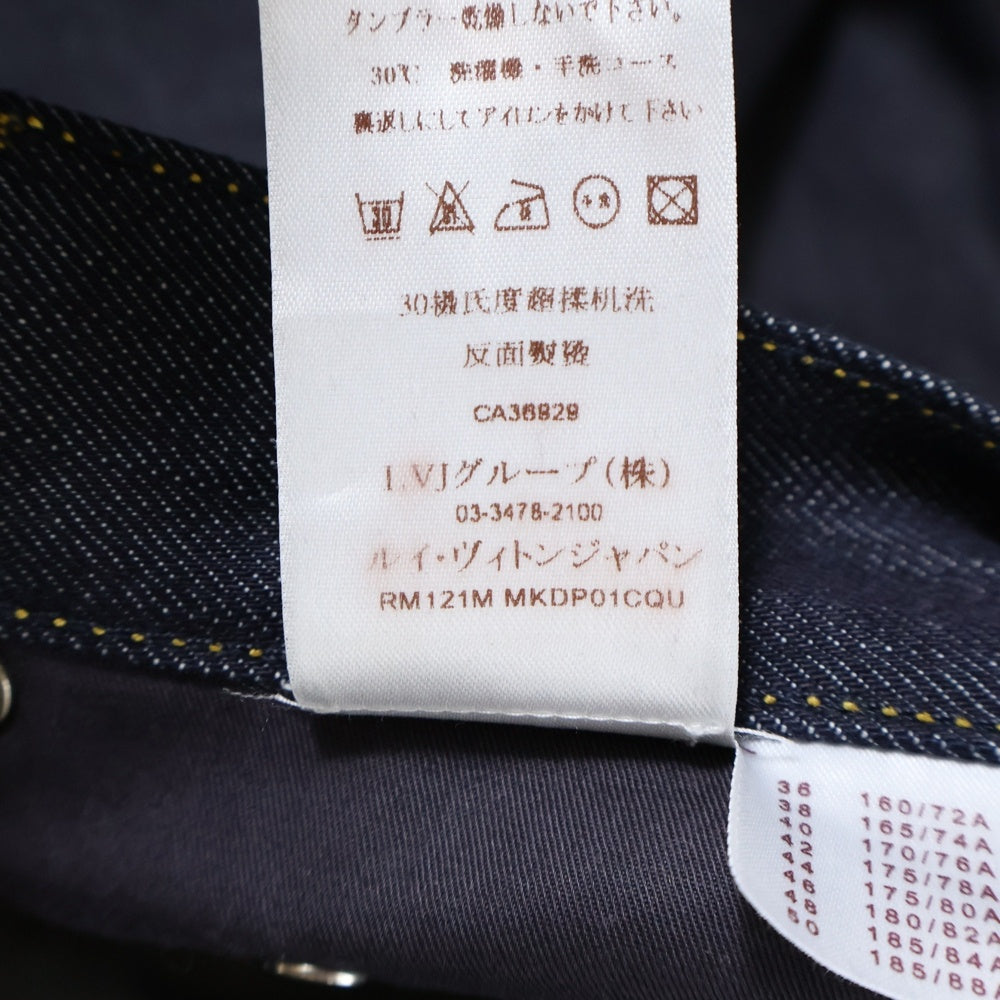 タンブラー乾燥しないで下さい。
30℃ 洗濯機・手洗コース
裏返しにしてアイロンをかけて下さい
30
30機氏度超揉机洗
反面熨燙
CA36829
LVJグループ(株)
03-3478-2100
ルイ・ヴィトンジャパン
RM121M MKDP01CQU
36 160/72A
38 165/74A
40 170/76A
42 175/78A
44 175/80A
46 180/82A
48 185/84A
50 185/88A